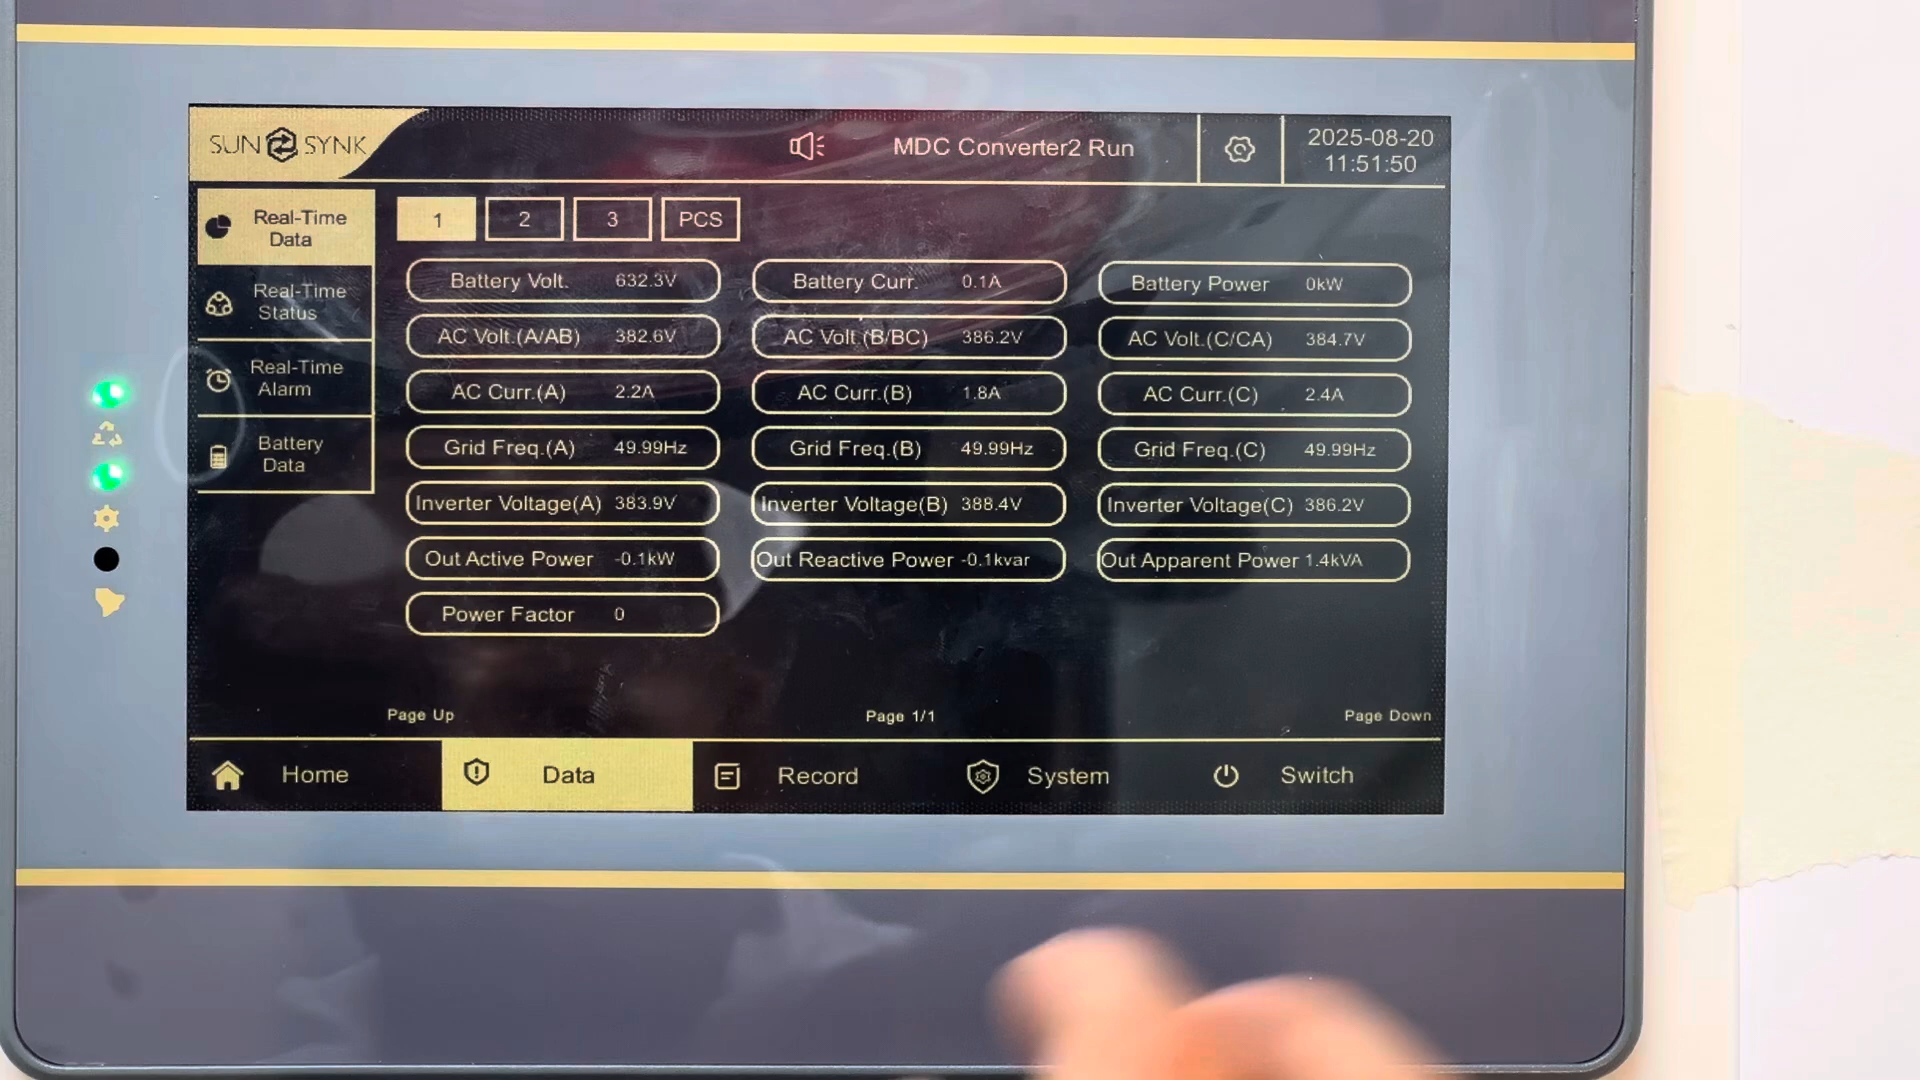 SUN SYNK
MDC Converter2 Run
2025-08-20
11:51:50
Real-Time
Data
Real-Time
Status
Real-Time
Alarm
Battery
Data
1 2 3 PCS
Battery Volt. 632.3V Battery Curr. 0.1A Battery Power 0kW
AC Volt.(A/AB) 382.6V AC Volt.(B/BC) 386.2V AC Volt.(C/CA) 384.7V
AC Curr.(A) 2.2A AC Curr.(B) 1.8A AC Curr.(C) 2.4A
Grid Freq.(A) 49.99Hz Grid Freq.(B) 49.99Hz Grid Freq.(C) 49.99Hz
Inverter Voltage(A) 383.9V Inverter Voltage(B) 388.4V Inverter Voltage(C) 386.2V
Out Active Power -0.1kW Out Reactive Power -0.1kvar Out Apparent Power 1.4kVA
Power Factor 0
Page Up Page 1/1 Page Down
Home Data Record System Switch